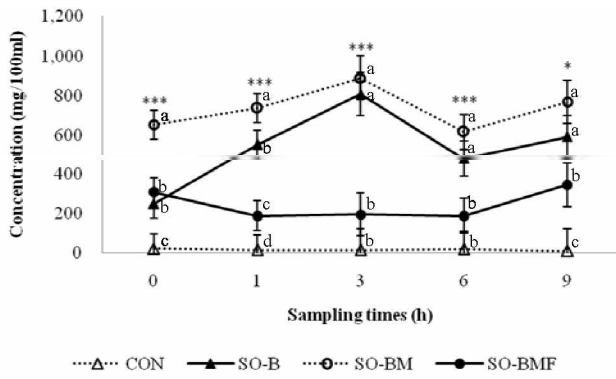 1,200
1,000
800
600
400
200
0
Concentration (mg/100ml)
*** *** *** *** *
a a a a a
b a a a
b
b c b b b
b
c d b b c
0 1 3 6 9
Sampling times (h)
CON SO-B SO-BM SO-BMF